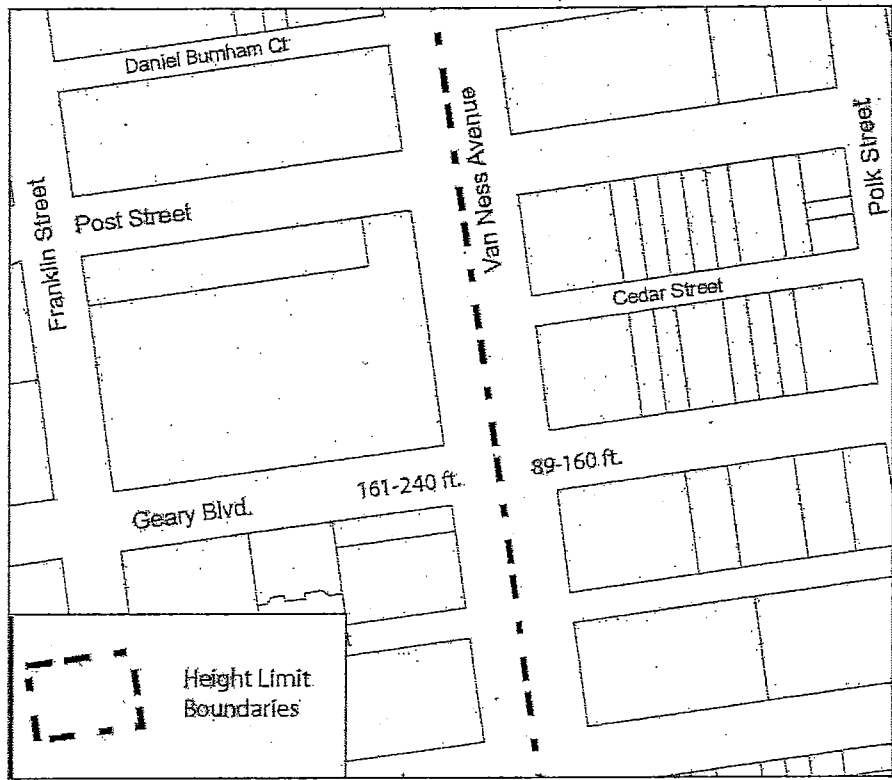 Daniel Burnham Ct
Van Ness Avenue
Polk Street
Franklin Street
Post Street
Cedar Street
161-240 ft.
89-160 ft.
Geary Blvd.
Height Limit
Boundaries